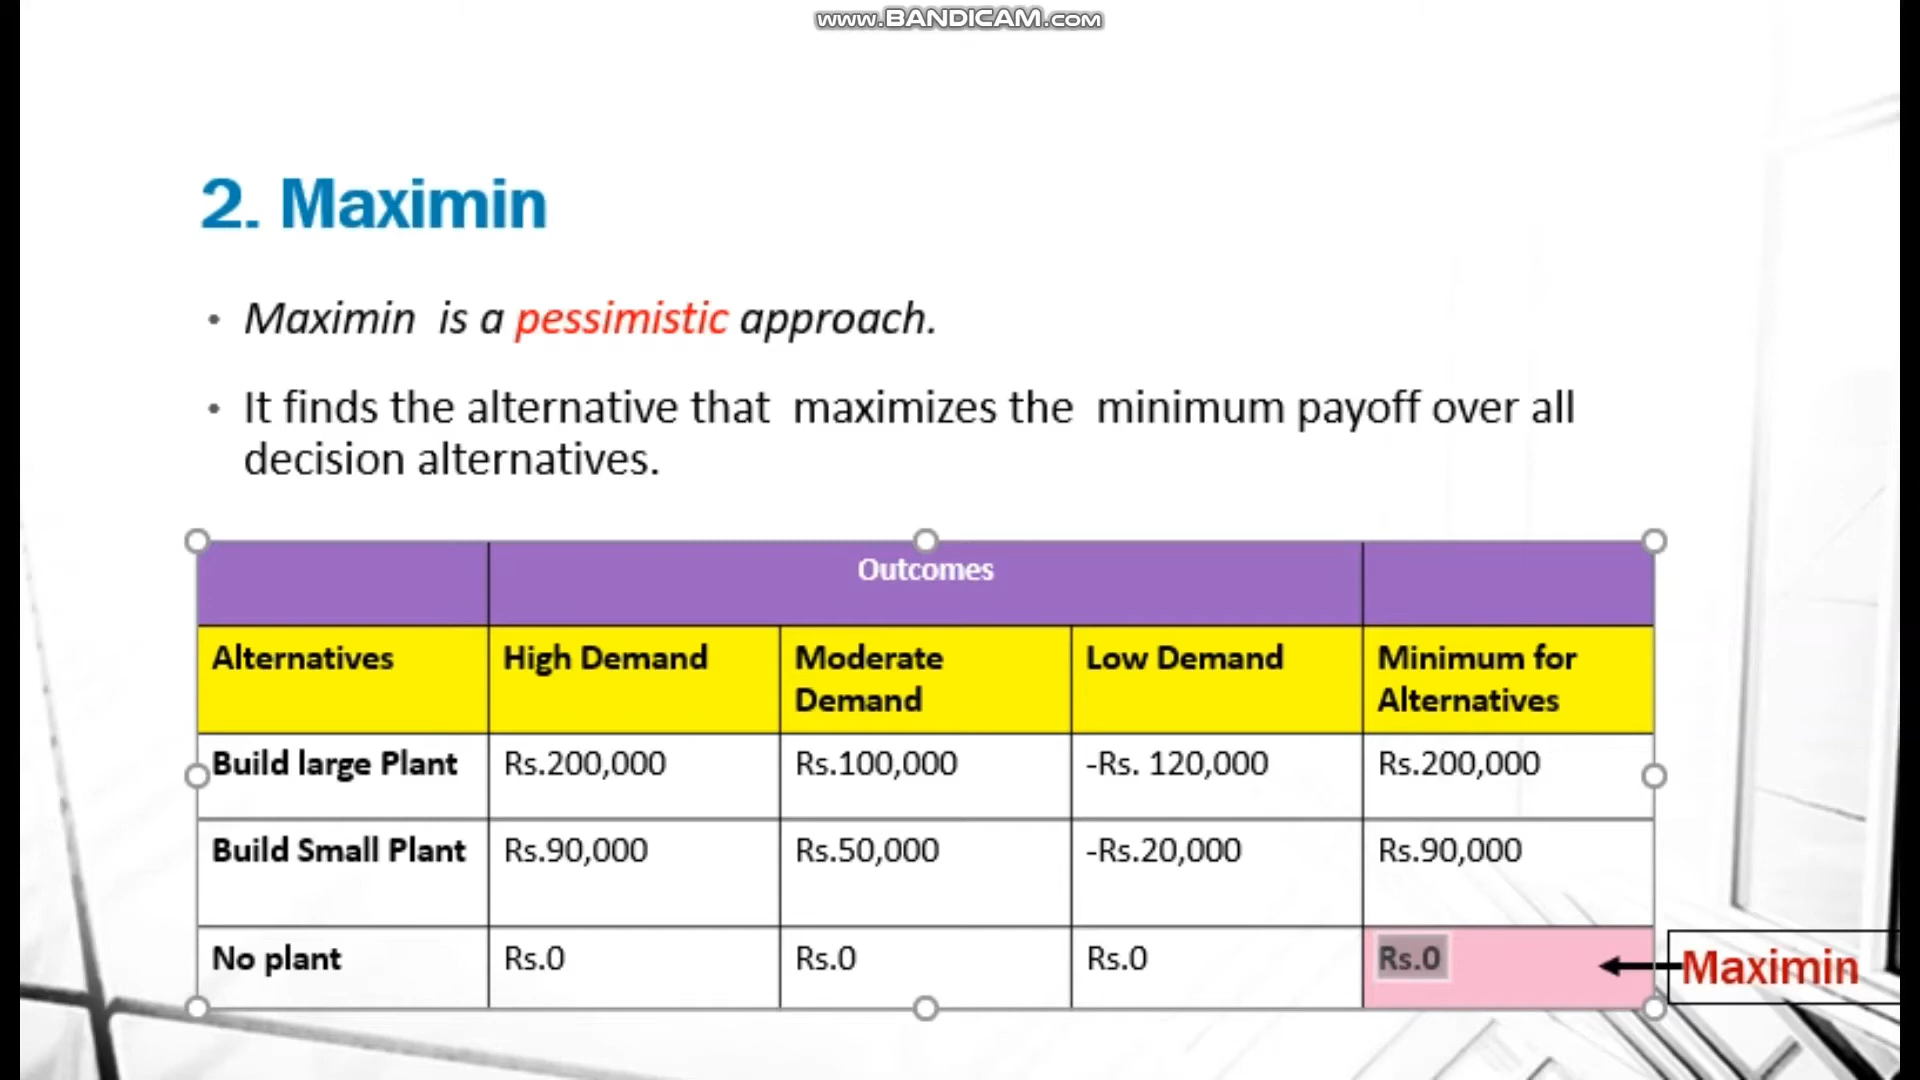 www.BANDICAM.com
2. Maximin
• Maximin is a pessimistic approach.
• It finds the alternative that maximizes the minimum payoff over all
decision alternatives.
Outcomes
Alternatives High Demand Moderate Demand Low Demand Minimum for Alternatives
Build large Plant Rs.200,000 Rs.100,000 -Rs. 120,000 Rs.200,000
Build Small Plant Rs.90,000 Rs.50,000 -Rs.20,000 Rs.90,000
No plant Rs.0 Rs.0 Rs.0 Rs.0
Maximin